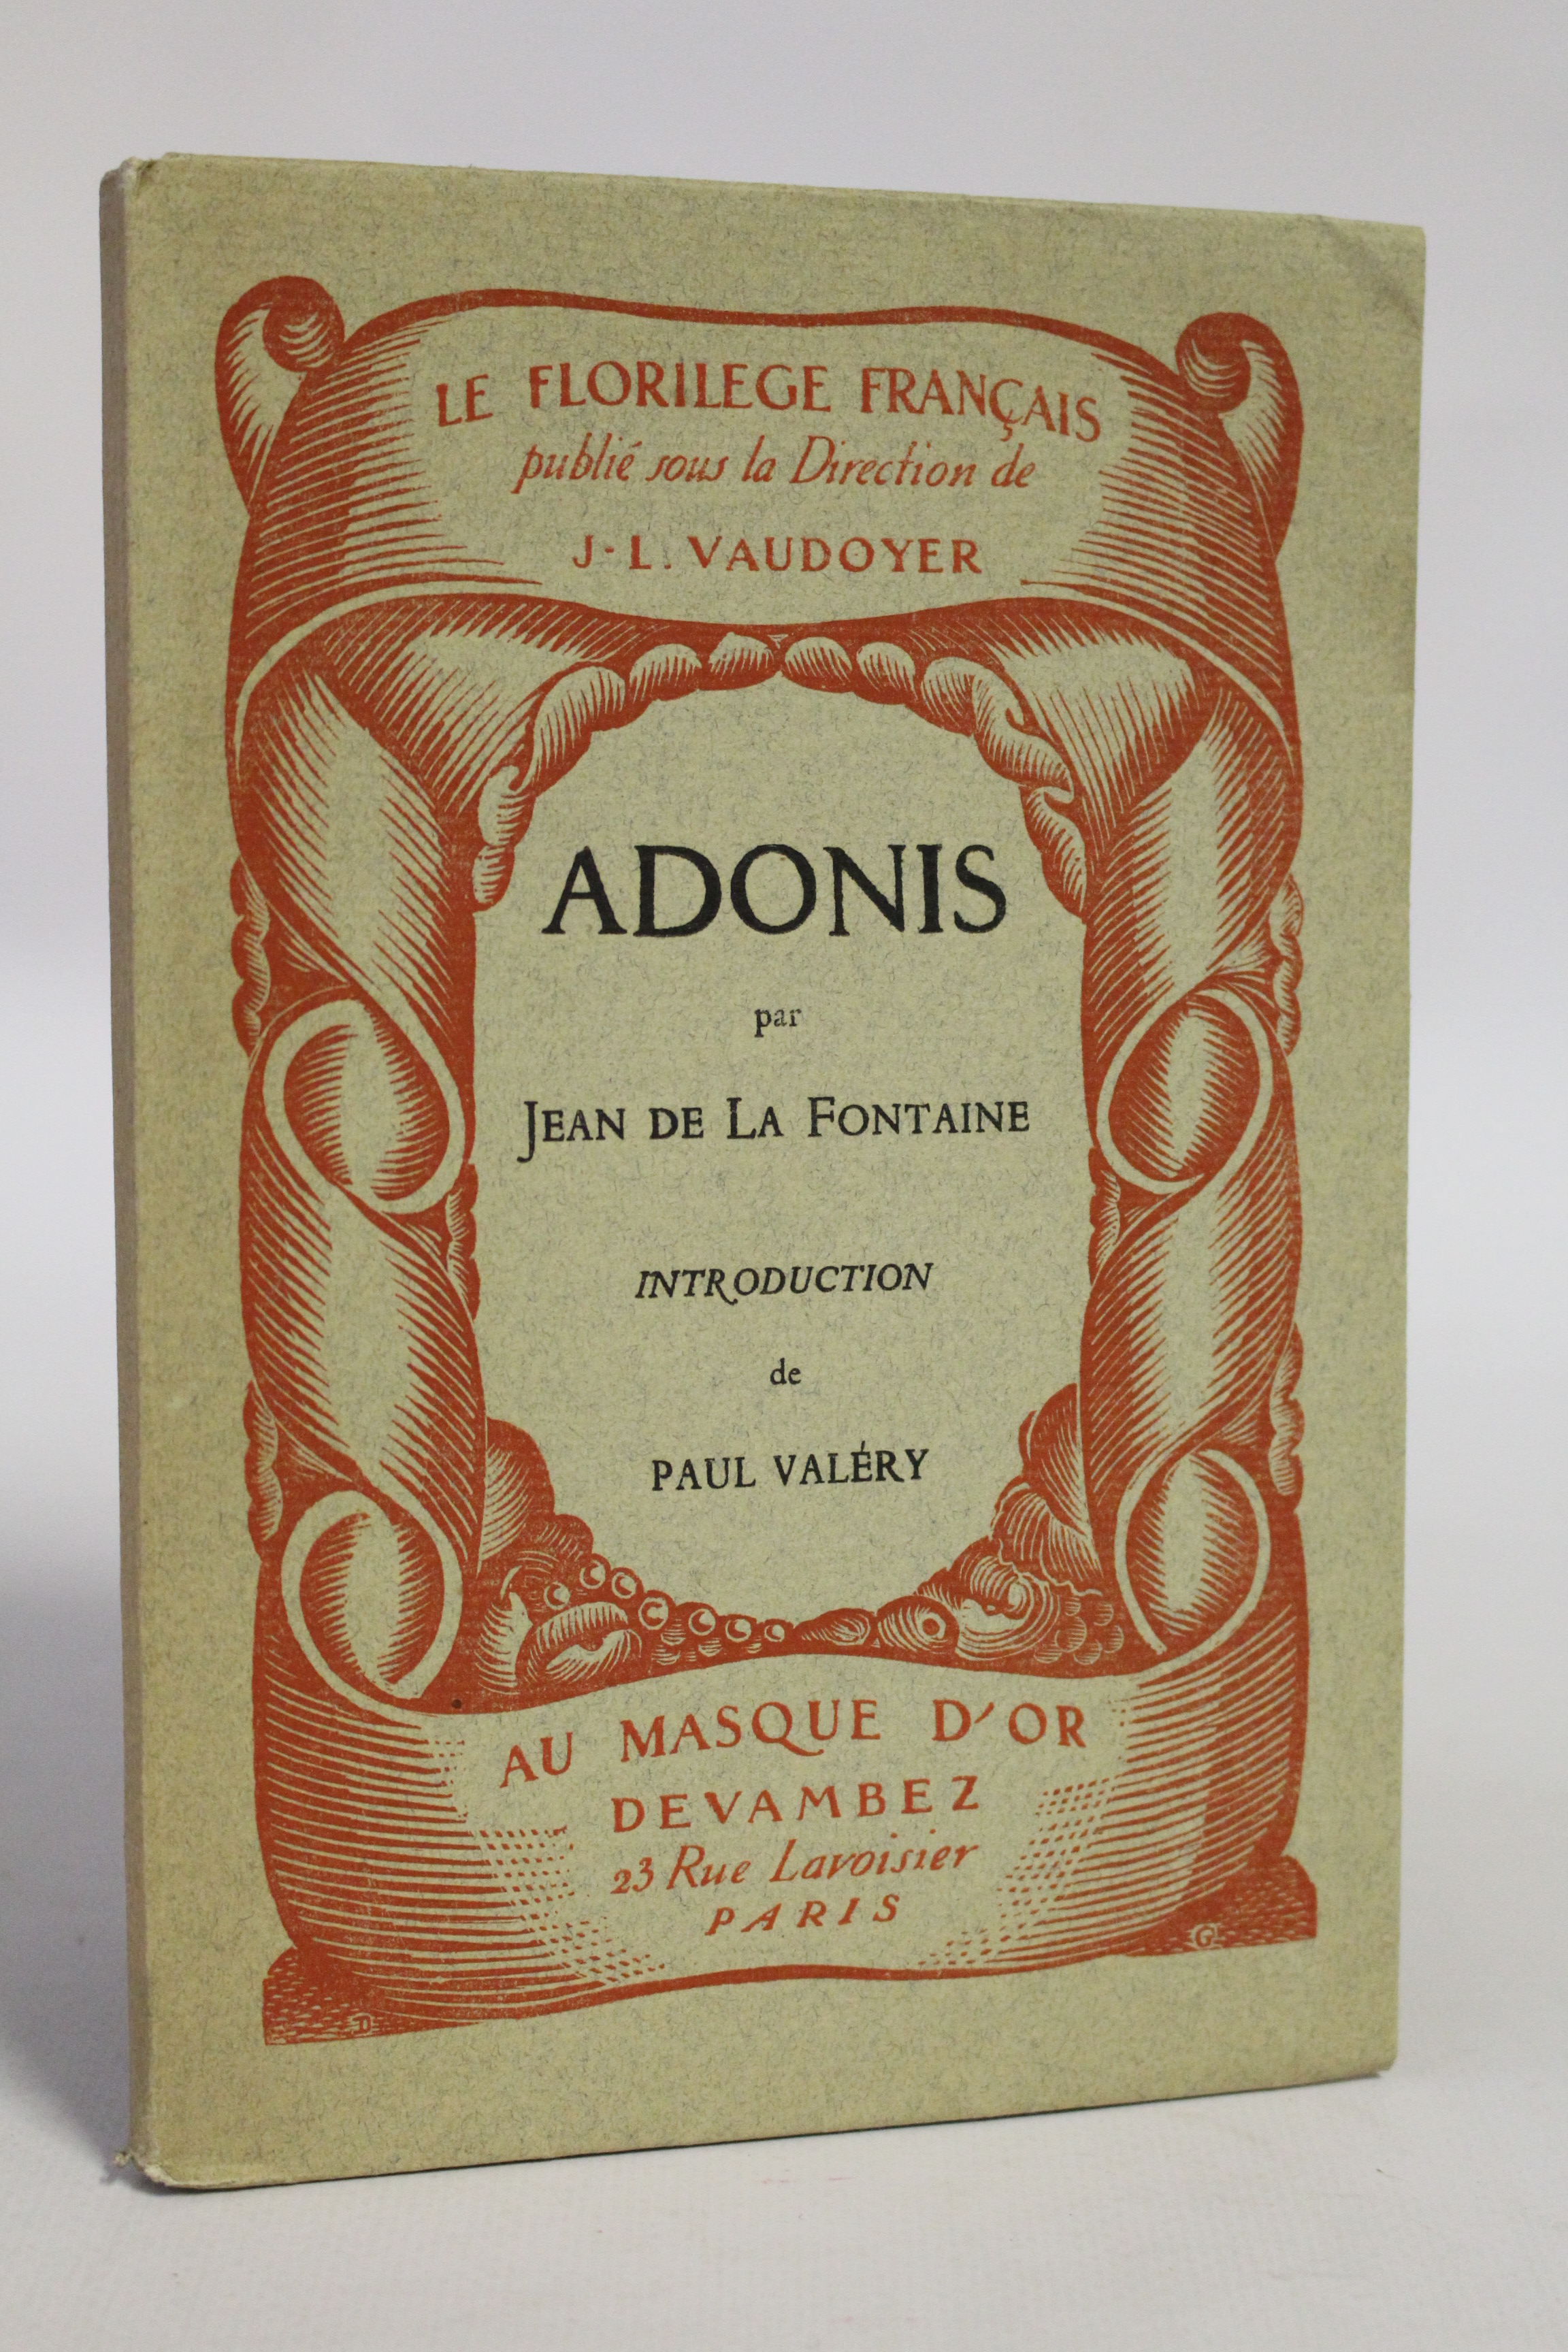 LE FLORILEGE FRANÇAIS
publié sous la Direction de
J-L. VAUDOYER
ADONIS
par
JEAN DE LA FONTAINE
INTRODUCTION
de
PAUL VALÉRY
AU MASQUE D'OR
DEVAMBEZ
23 Rue Lavoisier
PARIS
D G